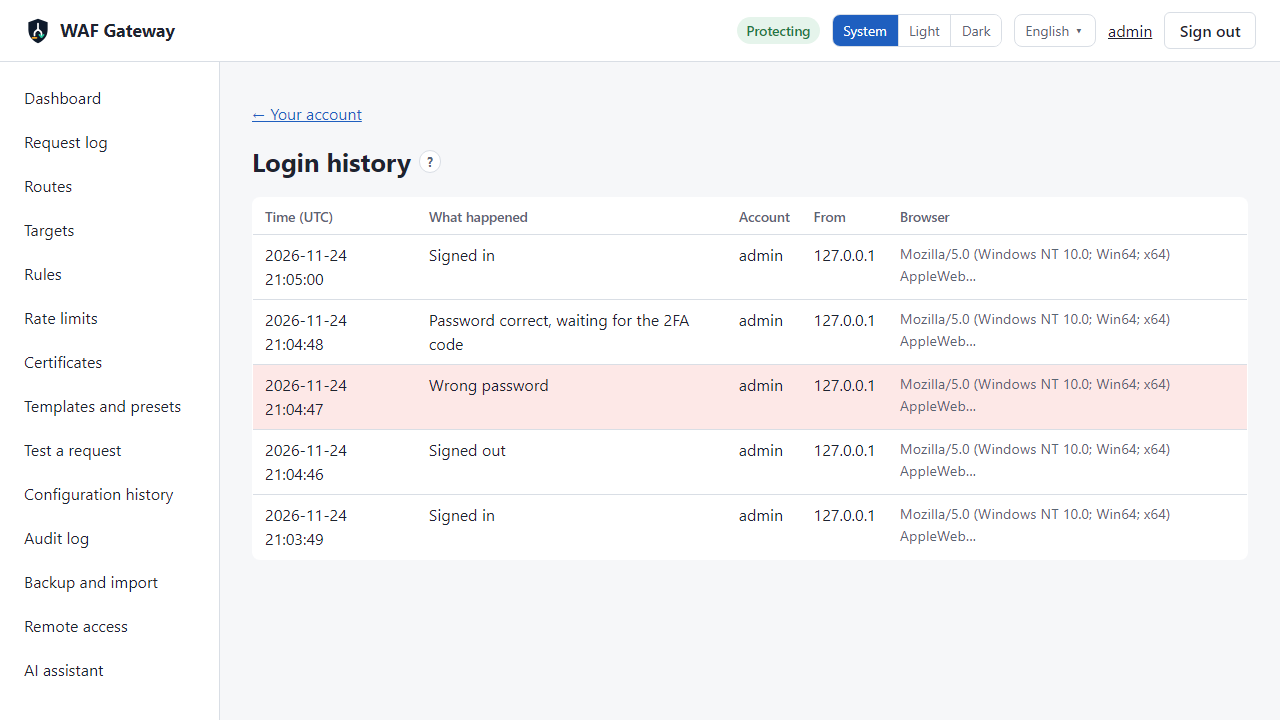 WAF Gateway
Protecting
System Light Dark
English ▾
admin
Sign out
Dashboard
Request log
Routes
Targets
Rules
Rate limits
Certificates
Templates and presets
Test a request
Configuration history
Audit log
Backup and import
Remote access
AI assistant
← Your account
Login history ?
Time (UTC) What happened Account From Browser
2026-11-24 Signed in admin 127.0.0.1 Mozilla/5.0 (Windows NT 10.0; Win64; x64)
21:05:00 AppleWeb…
2026-11-24 Password correct, waiting for the 2FA admin 127.0.0.1 Mozilla/5.0 (Windows NT 10.0; Win64; x64)
21:04:48 code AppleWeb…
2026-11-24 Wrong password admin 127.0.0.1 Mozilla/5.0 (Windows NT 10.0; Win64; x64)
21:04:47 AppleWeb…
2026-11-24 Signed out admin 127.0.0.1 Mozilla/5.0 (Windows NT 10.0; Win64; x64)
21:04:46 AppleWeb…
2026-11-24 Signed in admin 127.0.0.1 Mozilla/5.0 (Windows NT 10.0; Win64; x64)
21:03:49 AppleWeb…